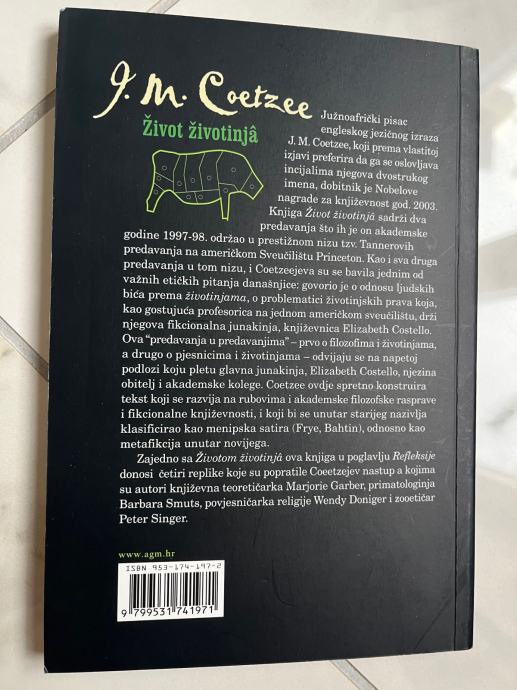 J. M. Coetzee
Život životinjâ
Južnoafrički pisac
engleskog jezičnog izraza
J. M. Coetzee, koji prema vlastitoj
izjavi preferira da ga se oslovljava
incijalima njegova dvostrukog
imena, dobitnik je Nobelove
nagrade za književnost god. 2003.
Knjiga Život životinjâ sadrži dva
predavanja što ih je on akademske
godine 1997-98. održao u prestižnom nizu tzv. Tannerovih
predavanja na američkom Sveučilištu Princeton. Kao i sva druga
predavanja u tom nizu, i Coetzeejeva su se bavila jednim od
važnih etičkih pitanja današnjice: govorio je o odnosu ljudskih
bića prema životinjama, o problematici životinjskih prava koja,
kao gostujuća profesorica na jednom američkom sveučilištu, drži
njegova fikcionalna junakinja, književnica Elizabeth Costello.
Ova “predavanja u predavanjima” – prvo o filozofima i životinjama,
a drugo o pjesnicima i životinjama – odvijaju se na napetoj
podlozi koju pletu glavna junakinja, Elizabeth Costello, njezina
obitelj i akademske kolege. Coetzee ovdje spretno konstruira
tekst koji se razvija na rubovima i akademske filozofske rasprave
i fikcionalne književnosti, i koji bi se unutar starijeg nazivlja
klasificirao kao menipska satira (Frye, Bahtin), odnosno kao
metafikcija unutar novijega.
Zajedno sa Životom životinjâ ova knjiga u poglavlju Refleksije
donosi četiri replike koje su popratile Coeetzejev nastup a kojima
su autori književna teoretičarka Marjorie Garber, primatologinja
Barbara Smuts, povjesničarka religije Wendy Doniger i zooetičar
Peter Singer.
www.agm.hr
ISBN 953-174-197-2
9 799531 741971